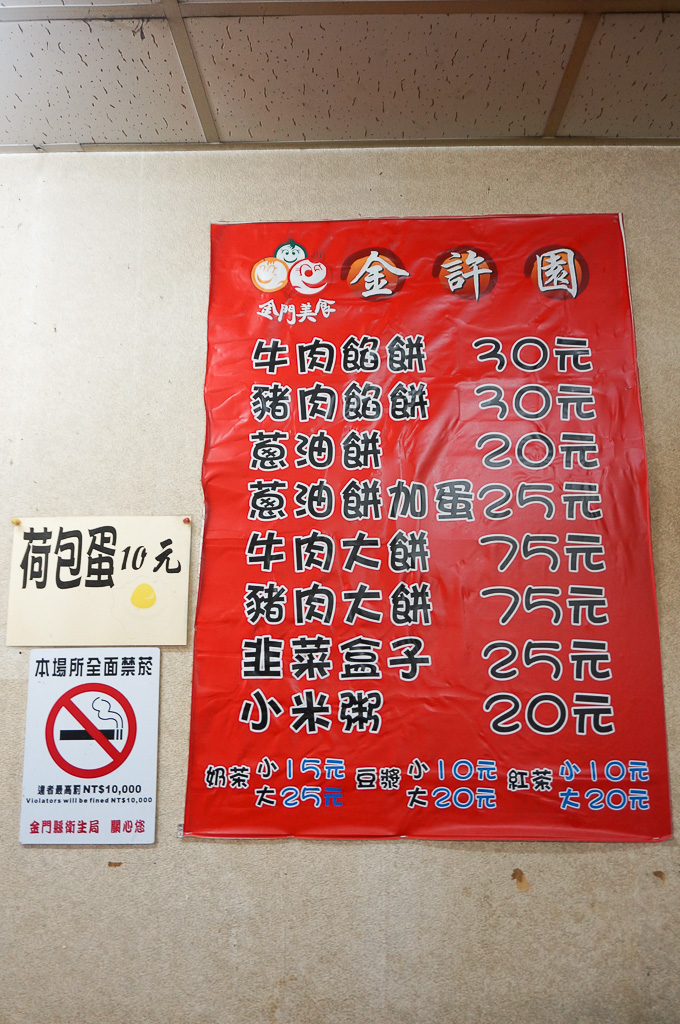 金許園
金門美饌
牛肉餡餅 30元
豬肉餡餅 30元
蔥油餅 20元
蔥油餅加蛋25元
牛肉大餅 75元
豬肉大餅 75元
韭菜盒子 25元
小米粥 20元
奶茶 小15元 豆漿 小10元 紅茶 小10元
大25元 大20元 大20元
荷包蛋10元
本場所全面禁菸
違者最高罰NT$10,000
Violators will be fined NT$10,000
金門縣衛生局 關心您